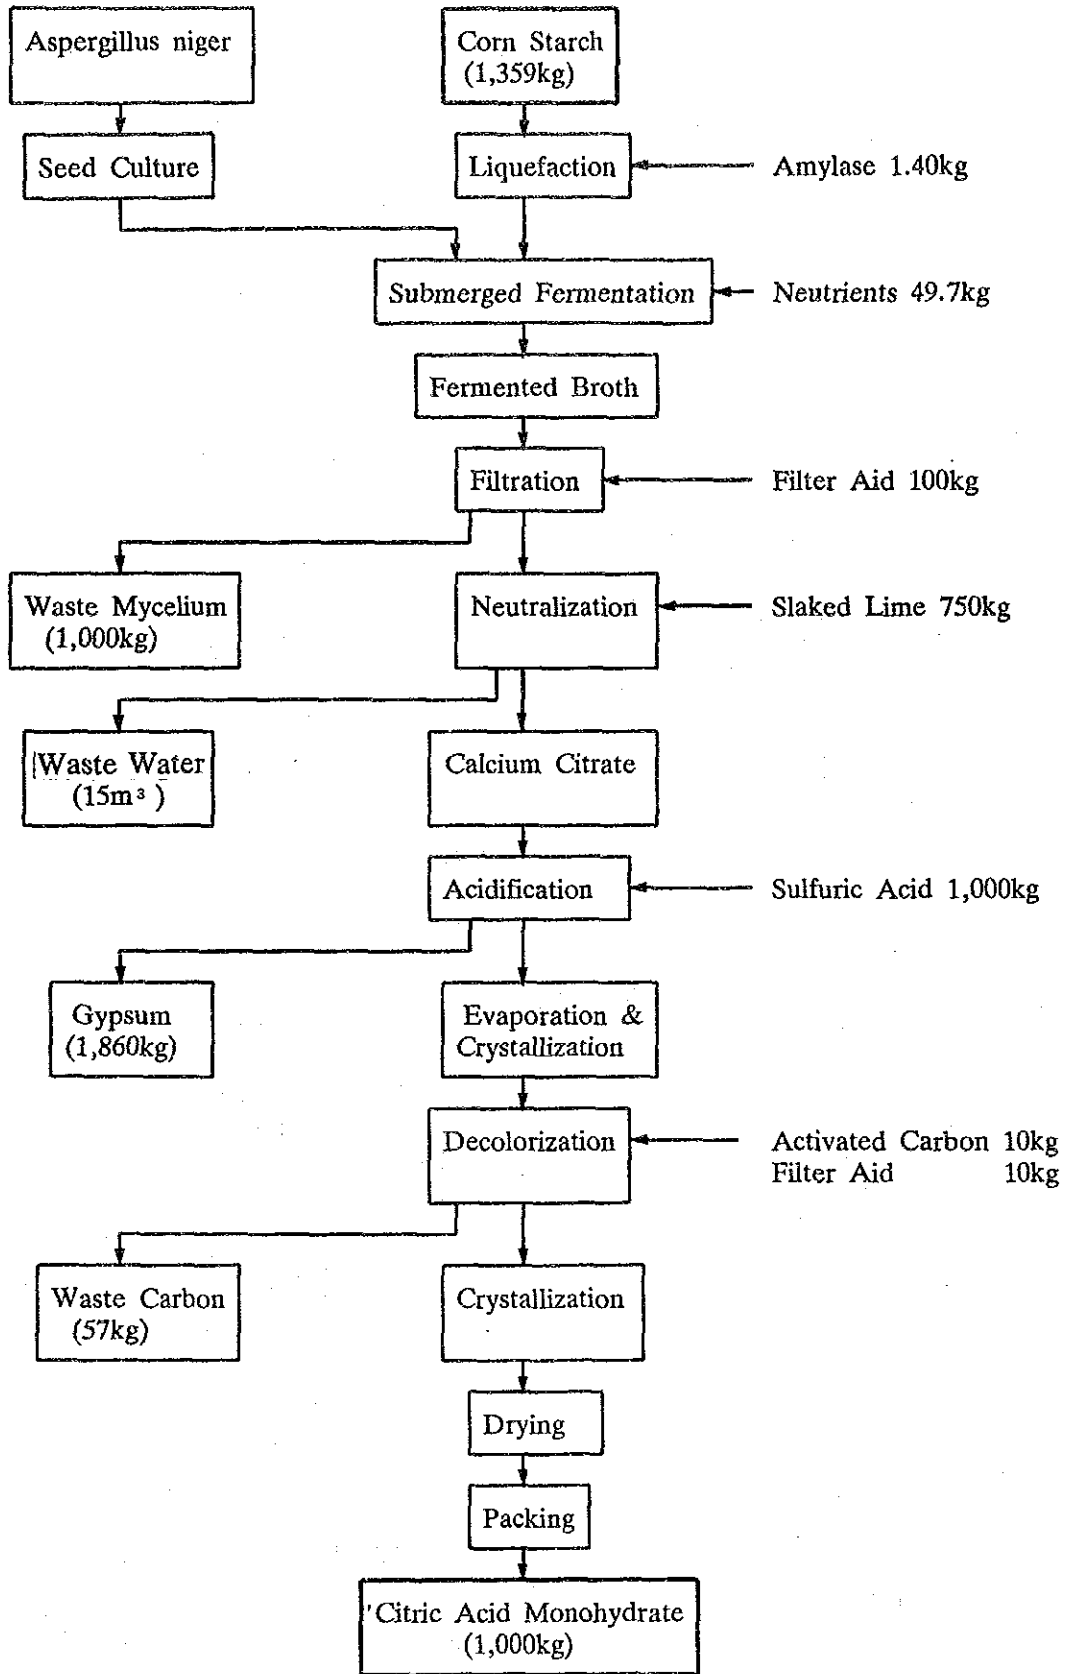 Aspergillus niger
Corn Starch
(1,359kg)
Seed Culture
Liquefaction
Amylase 1.40kg
Submerged Fermentation
Neutrients 49.7kg
Fermented Broth
Filtration
Filter Aid 100kg
Waste Mycelium
(1,000kg)
Neutralization
Slaked Lime 750kg
Waste Water
(15m³)
Calcium Citrate
Acidification
Sulfuric Acid 1,000kg
Gypsum
(1,860kg)
Evaporation &
Crystallization
Decolorization
Activated Carbon 10kg
Filter Aid 10kg
Waste Carbon
(57kg)
Crystallization
Drying
Packing
Citric Acid Monohydrate
(1,000kg)